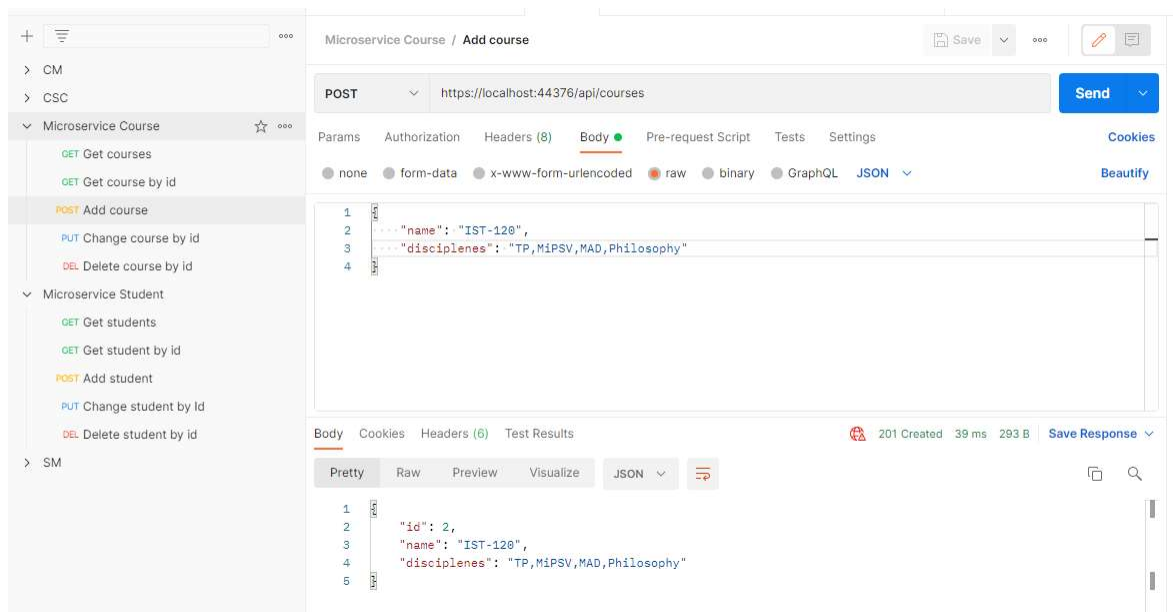 Microservice Course / Add course
Save
CM
CSC
Microservice Course
GET Get courses
GET Get course by id
POST Add course
PUT Change course by id
DEL Delete course by id
Microservice Student
GET Get students
GET Get student by id
POST Add student
PUT Change student by Id
DEL Delete student by id
SM
POST
https://localhost:44376/api/courses
Send
Params Authorization Headers (8) Body Pre-request Script Tests Settings Cookies
none form-data x-www-form-urlencoded raw binary GraphQL JSON Beautify
1 {
2 "name": "IST-120",
3 "disciplenes": "TP,MiPSV,MAD,Philosophy"
4 }
Body Cookies Headers (6) Test Results 201 Created 39 ms 293 B Save Response
Pretty Raw Preview Visualize JSON
1 {
2 "id": 2,
3 "name": "IST-120",
4 "disciplenes": "TP,MiPSV,MAD,Philosophy"
5 }